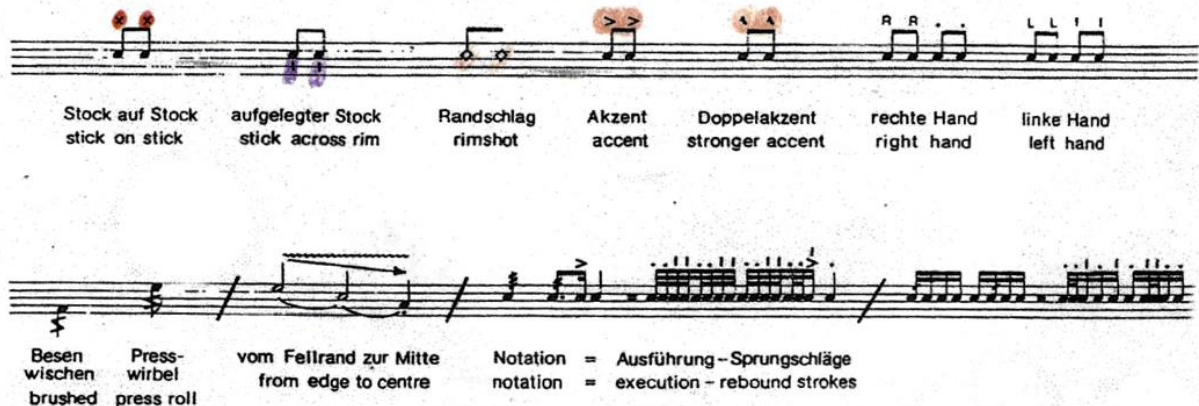 R R . . L L ı ı
Stock auf Stock aufgelegter Stock Randschlag Akzent Doppelakzent rechte Hand linke Hand
stick on stick stick across rim rimshot accent stronger accent right hand left hand
Besen Press- vom Fellrand zur Mitte Notation = Ausführung – Sprungschläge
wischen wirbel from edge to centre notation = execution – rebound strokes
brushed press roll